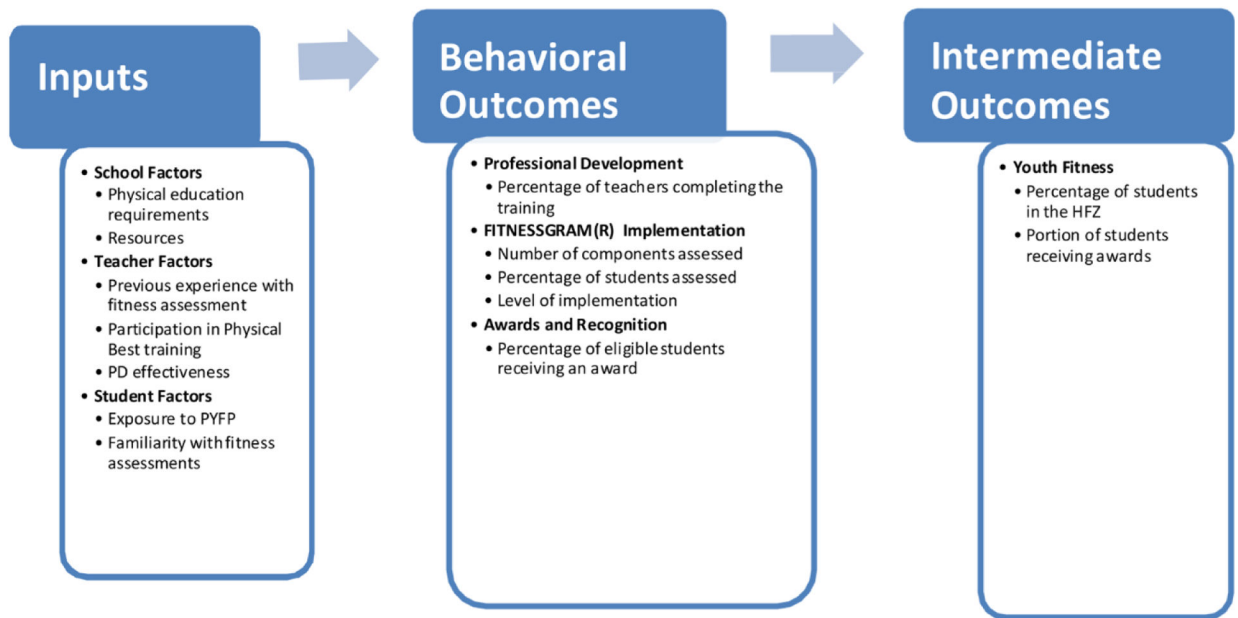 Inputs
• School Factors
• Physical education
requirements
• Resources
• Teacher Factors
• Previous experience with
fitness assessment
• Participation in Physical
Best training
• PD effectiveness
• Student Factors
• Exposure to PYFP
• Familiarity with fitness
assessments
Behavioral
Outcomes
• Professional Development
• Percentage of teachers completing the
training
• FITNESSGRAM(R) Implementation
• Number of components assessed
• Percentage of students assessed
• Level of implementation
• Awards and Recognition
• Percentage of eligible students
receiving an award
Intermediate
Outcomes
• Youth Fitness
• Percentage of students
in the HFZ
• Portion of students
receiving awards